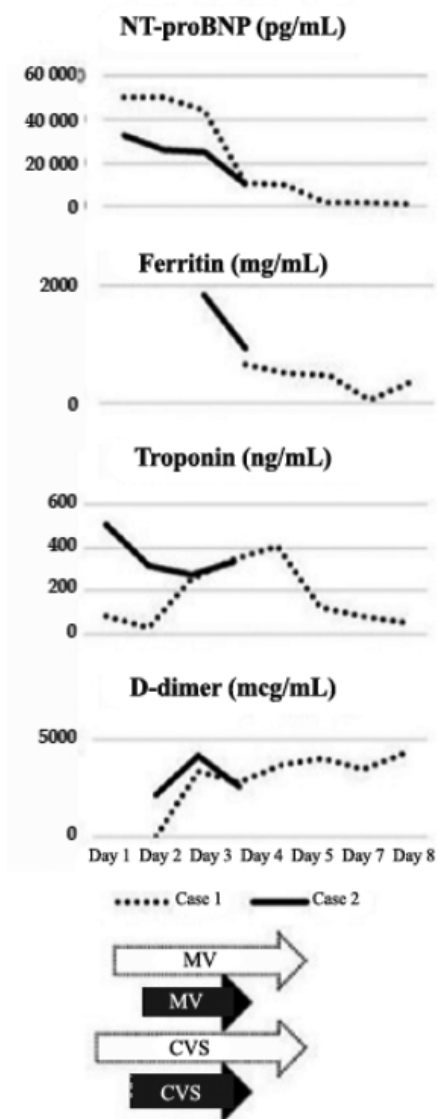 NT-proBNP (pg/mL)
60 000
40 000
20 000
0
Ferritin (mg/mL)
2000
0
Troponin (ng/mL)
600
400
200
0
D-dimer (mcg/mL)
5000
0
Day 1 Day 2 Day 3 Day 4 Day 5 Day 7 Day 8
Case 1 Case 2
MV
MV
CVS
CVS